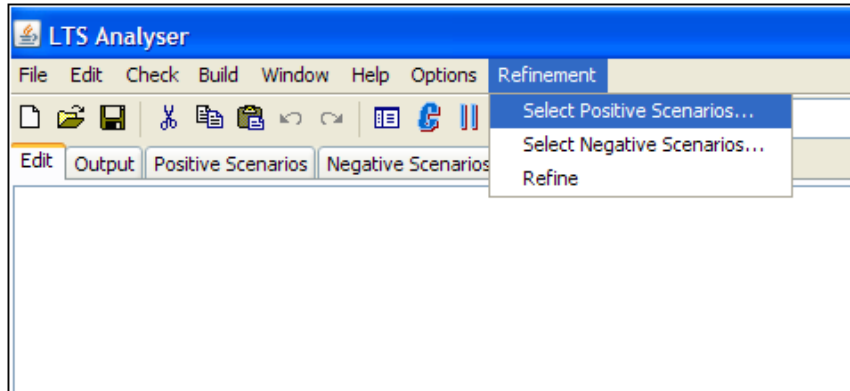 LTS Analyser
File Edit Check Build Window Help Options Refinement
Select Positive Scenarios...
Select Negative Scenarios...
Refine
Edit Output Positive Scenarios Negative Scenarios